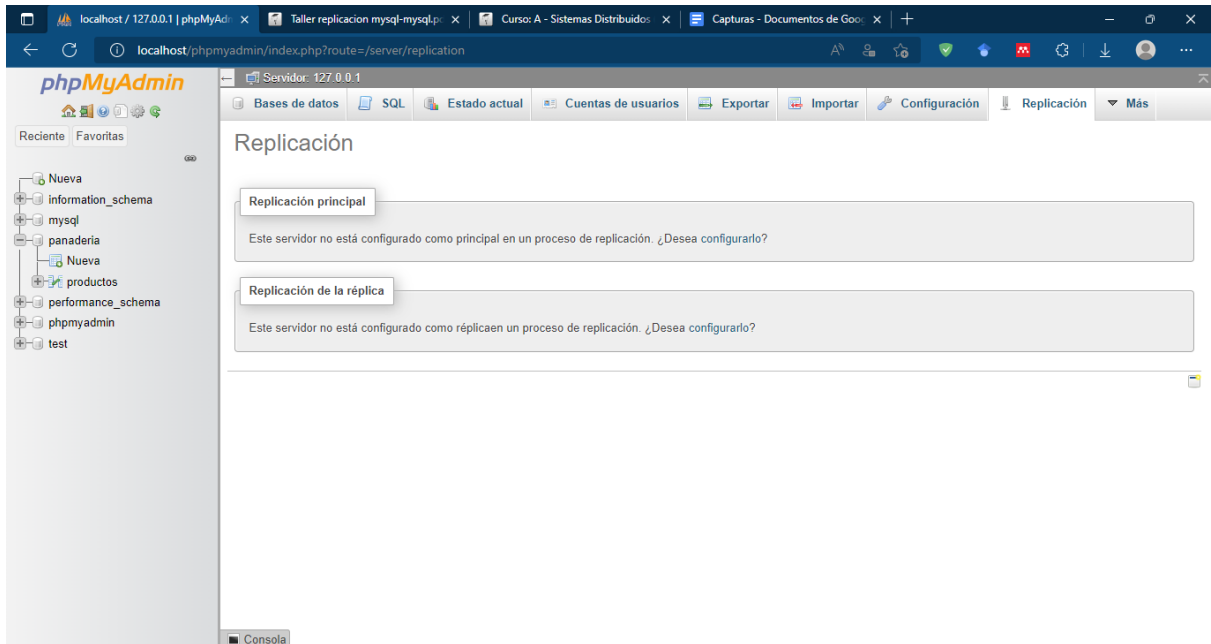 localhost / 127.0.0.1 | phpMyAdm
Taller replicacion mysql-mysql.pd
Curso: A - Sistemas Distribuidos
Capturas - Documentos de Goog
localhost/phpmyadmin/index.php?route=/server/replication
phpMyAdmin
Reciente Favoritas
Nueva
information_schema
mysql
panaderia
Nueva
productos
performance_schema
phpmyadmin
test
Servidor: 127.0.0.1
Bases de datos SQL Estado actual Cuentas de usuarios Exportar Importar Configuración Replicación Más
Replicación
Replicación principal
Este servidor no está configurado como principal en un proceso de replicación. ¿Desea configurarlo?
Replicación de la réplica
Este servidor no está configurado como réplicaen un proceso de replicación. ¿Desea configurarlo?
Consola